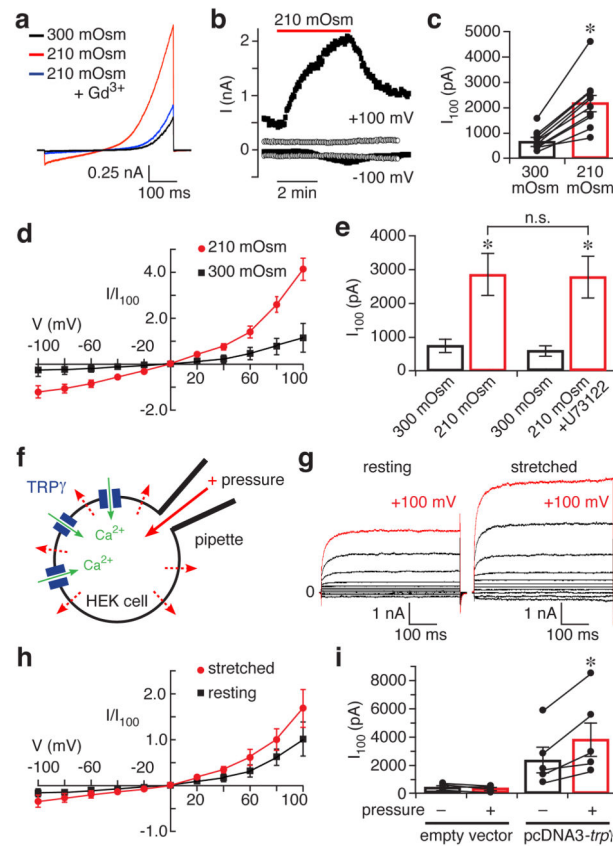 a
300 mOsm
210 mOsm
210 mOsm
+ Gd³⁺
0.25 nA
100 ms
b
210 mOsm
I (nA)
2
1
0
+100 mV
-100 mV
2 min
c
I₁₀₀ (pA)
5000
4000
3000
2000
1000
0
*
300 mOsm
210 mOsm
d
210 mOsm
300 mOsm
I/I₁₀₀
4.0
2.0
V (mV)
-100
-60
-20
20
60
100
-2.0
e
n.s.
I₁₀₀ (pA)
4000
3000
2000
1000
0
*
*
300 mOsm
210 mOsm
300 mOsm
210 mOsm
+U73122
f
TRPγ
+ pressure
Ca²⁺
Ca²⁺
pipette
HEK cell
g
resting
stretched
+100 mV
+100 mV
0
1 nA
100 ms
1 nA
100 ms
h
stretched
resting
I/I₁₀₀
2.0
1.0
V (mV)
-100
-60
-20
20
60
100
-1.0
i
I₁₀₀ (pA)
8000
6000
4000
2000
0
*
pressure
–
+
–
+
empty vector
pcDNA3-trpγ